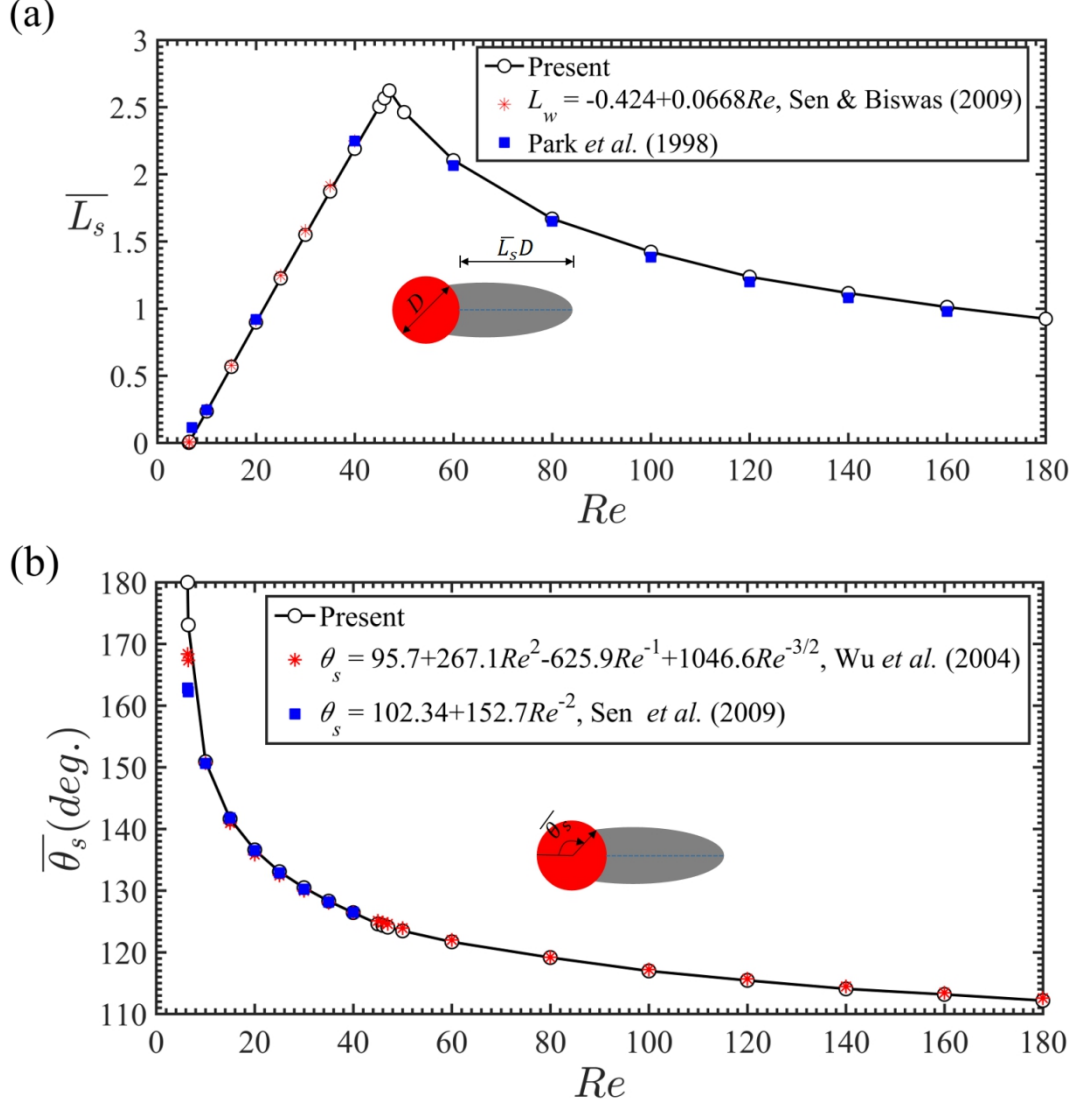 (a)
3
2.5
2
1.5
1
0.5
0
L̅s̅
Present
L_w = -0.424+0.0668Re, Sen & Biswas (2009)
Park et al. (1998)
L̅_sD
D
0 20 40 60 80 100 120 140 160 180
Re
(b)
180
170
160
150
140
130
120
110
θ̅_s(deg.)
Present
θ_s = 95.7+267.1Re^2-625.9Re^-1+1046.6Re^-3/2, Wu et al. (2004)
θ_s = 102.34+152.7Re^-2, Sen et al. (2009)
θ̅_s
0 20 40 60 80 100 120 140 160 180
Re